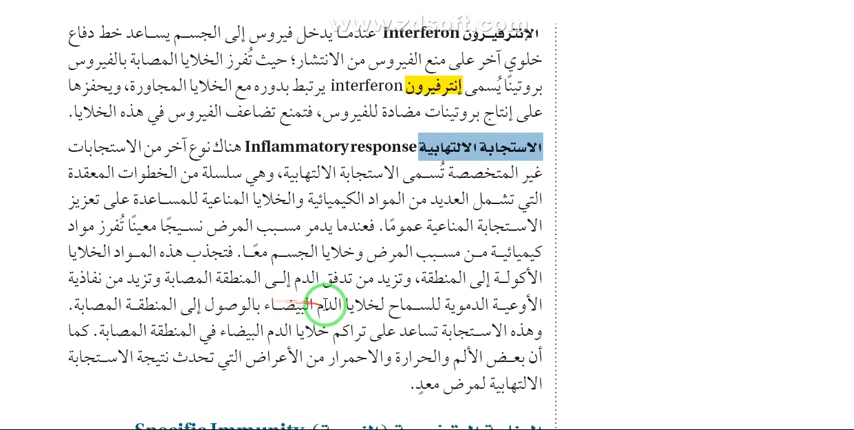 www.zdsoft.com
الإنترفيرون Interferon عندما يدخل فيروس إلى الجسم يساعد خط دفاع
خلوي آخر على منع الفيروس من الانتشار؛ حيث تُفرز الخلايا المصابة بالفيروس
بروتينًا يُسمى إنترفيرون interferon يرتبط بدوره مع الخلايا المجاورة، ويحفزها
على إنتاج بروتينات مضادة للفيروس، فتمنع تضاعف الفيروس في هذه الخلايا.
الاستجابة الالتهابية Inflammatory response هناك نوع آخر من الاستجابات
غير المتخصصة تُسمى الاستجابة الالتهابية، وهي سلسلة من الخطوات المعقدة
التي تشمل العديد من المواد الكيميائية والخلايا المناعية للمساعدة على تعزيز
الاستجابة المناعية عمومًا. فعندما يدمر مسبب المرض نسيجًا معينًا تُفرز مواد
كيميائية من مسبب المرض وخلايا الجسم معًا. فتجذب هذه المواد الخلايا
الأكولة إلى المنطقة، وتزيد من تدفق الدم إلى المنطقة المصابة وتزيد من نفاذية
الأوعية الدموية للسماح لخلايا الدم البيضاء بالوصول إلى المنطقة المصابة.
وهذه الاستجابة تساعد على تراكم خلايا الدم البيضاء في المنطقة المصابة. كما
أن بعض الألم والحرارة والاحمرار من الأعراض التي تحدث نتيجة الاستجابة
الالتهابية لمرض معدٍ.
Specific Immunity